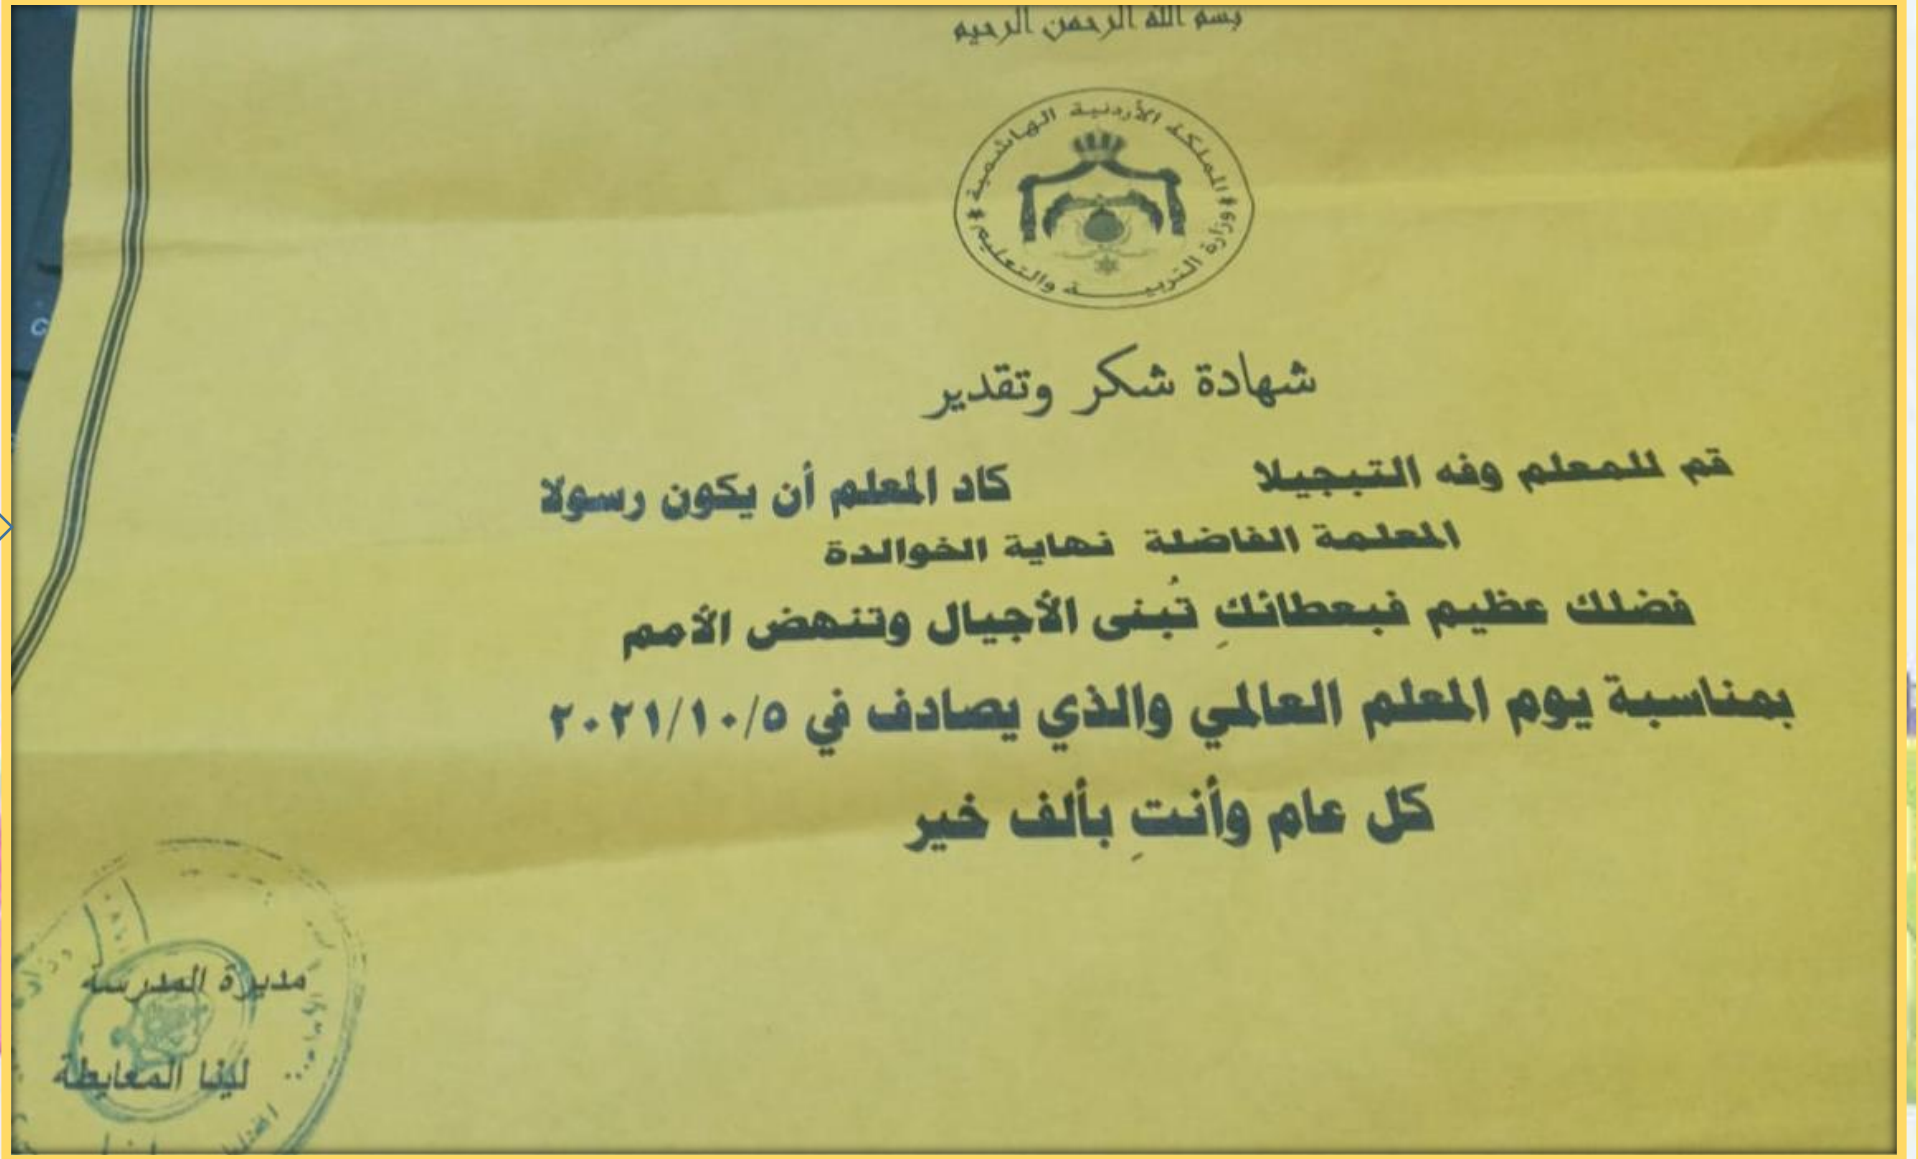 بسم الله الرحمن الرحيم
المملكة الأردنية الهاشمية
وزارة التربية والتعليم
شهادة شكر وتقدير
قم للمعلم وفه التبجيلا كاد المعلم أن يكون رسولا
المعلمة الفاضلة نهاية الخوالدة
فضلك عظيم فبعطائكِ تُبنى الأجيال وتنهض الأمم
بمناسبة يوم المعلم العالمي والذي يصادف في ٢٠٢١/١٠/٥
كل عام وأنتِ بألف خير
مديرة المدرسة
لينا المعايطة